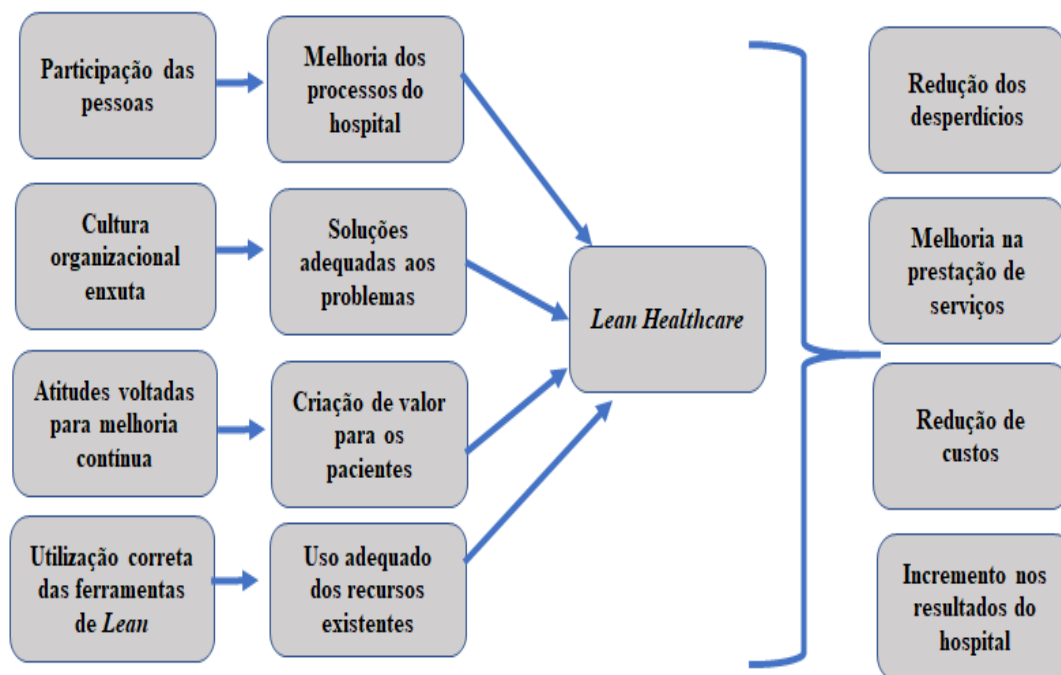 Participação das
pessoas
Melhoria dos
processos do
hospital
Redução dos
desperdícios
Cultura
organizacional
enxuta
Soluções
adequadas aos
problemas
Lean Healthcare
Melhoria na
prestação de
serviços
Atitudes voltadas
para melhoria
contínua
Criação de valor
para os
pacientes
Redução de
custos
Utilização correta
das ferramentas
de Lean
Uso adequado
dos recursos
existentes
Incremento nos
resultados do
hospital